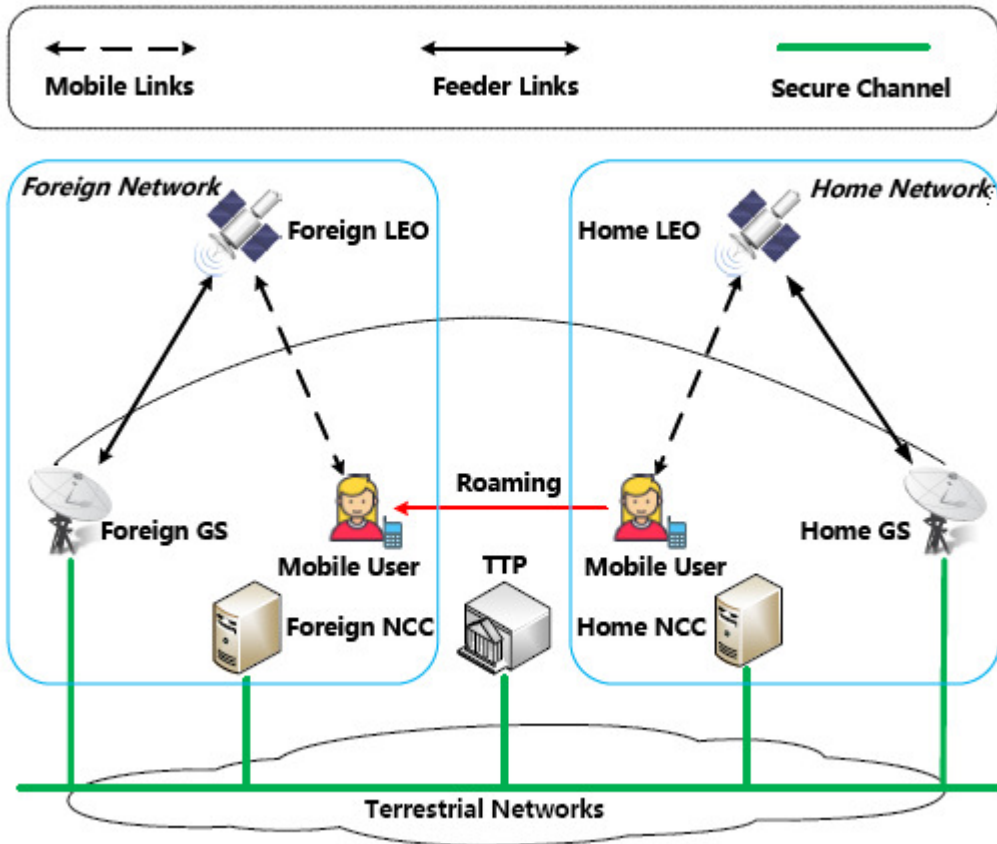 Mobile Links
Feeder Links
Secure Channel
Foreign Network
Home Network
Foreign LEO
Home LEO
Roaming
Foreign GS
Home GS
Mobile User
TTP
Mobile User
Foreign NCC
Home NCC
Terrestrial Networks